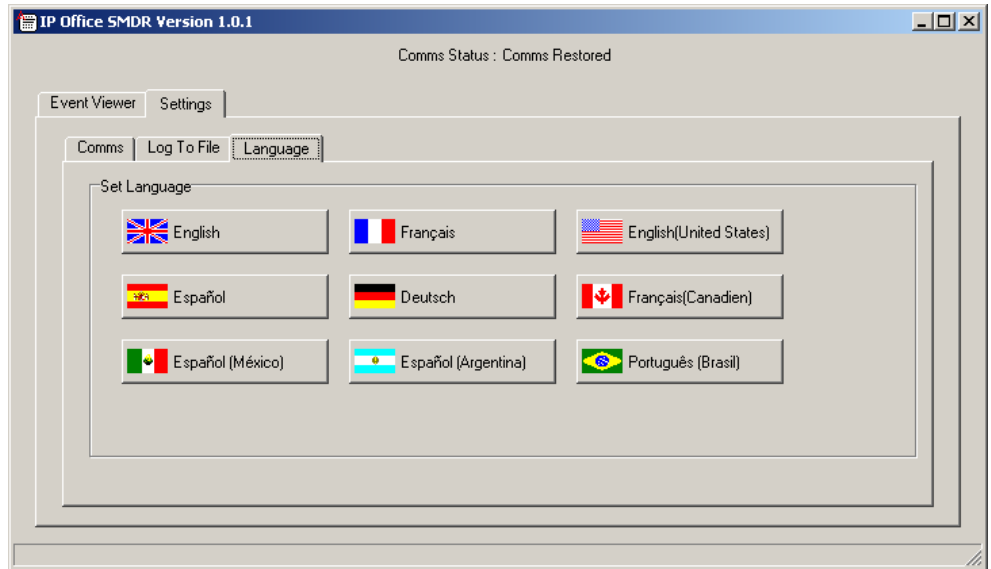 IP Office SMDR Version 1.0.1
Comms Status : Comms Restored
Event Viewer Settings
Comms Log To File Language
Set Language
English Français English(United States)
Español Deutsch Français(Canadien)
Español (México) Español (Argentina) Português (Brasil)